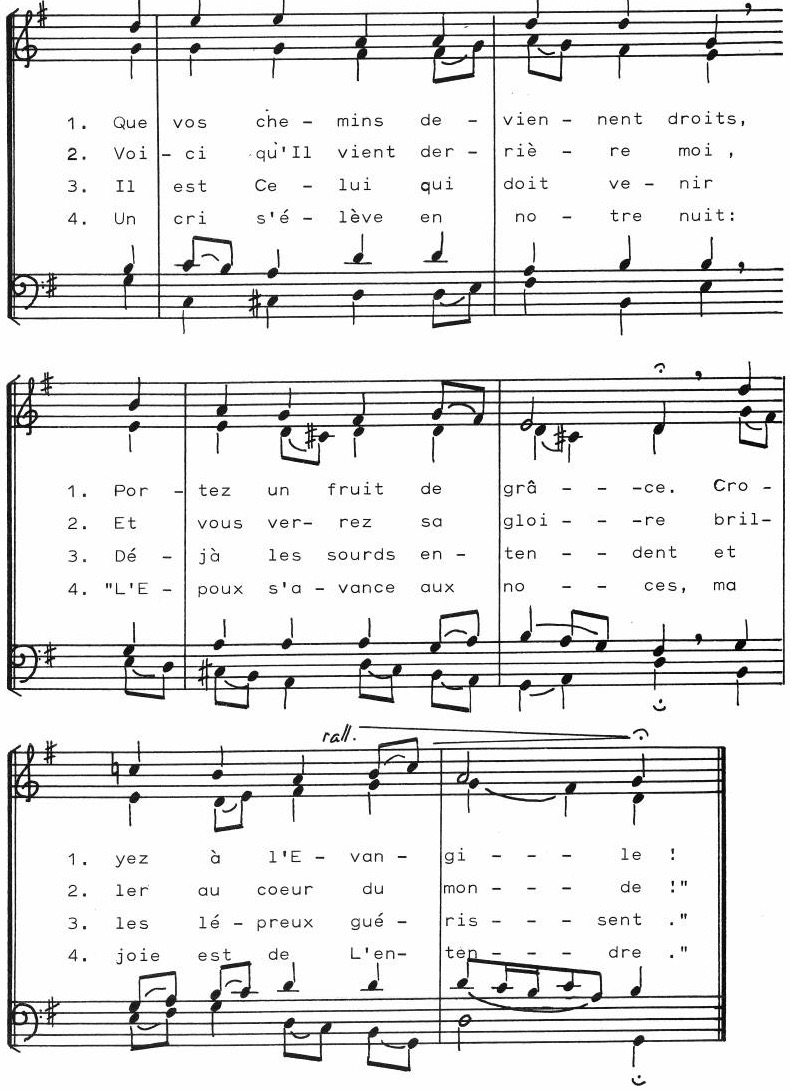 1. Que vos che - mins de - vien - nent droits,
2. Voi - ci qu'Il vient der - riè - re moi ,
3. Il est Ce - lui qui doit ve - nir
4. Un cri s'é - lève en no - tre nuit:
1. Por - tez un fruit de grâ - - -ce. Cro -
2. Et vous ver- rez sa gloi - - -re bril-
3. Dé - jà les sourds en - ten - - dent et
4. "L'E - poux s'a - vance aux no - - ces, ma
rall.
1. yez à l'E - van - gi - - - le !
2. ler au coeur du mon - - - de !"
3. les lé - preux gué - ris - - - sent ."
4. joie est de L'en- ten - - - dre ."